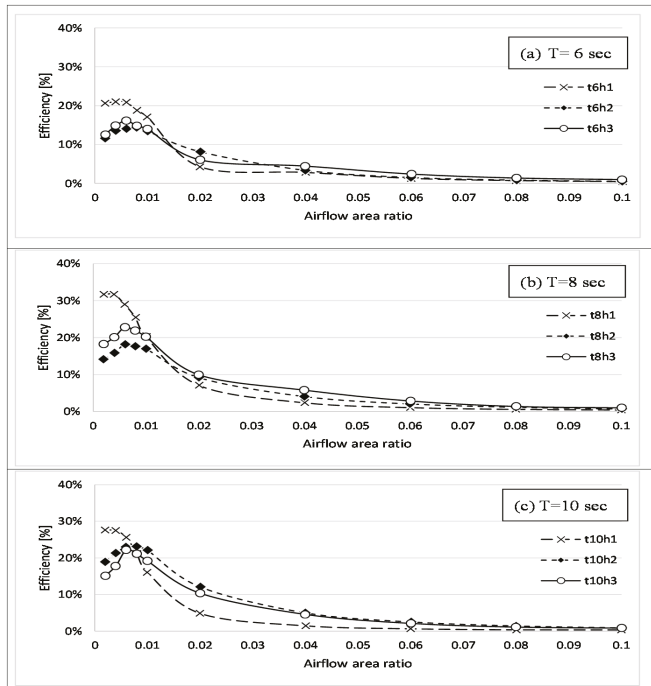 40%
30%
20%
10%
0%
Efficiency [%]
(a) T= 6 sec
t6h1
t6h2
t6h3
0 0.01 0.02 0.03 0.04 0.05 0.06 0.07 0.08 0.09 0.1
Airflow area ratio
40%
30%
20%
10%
0%
Efficiency [%]
(b) T=8 sec
t8h1
t8h2
t8h3
0 0.01 0.02 0.03 0.04 0.05 0.06 0.07 0.08 0.09 0.1
Airflow area ratio
40%
30%
20%
10%
0%
Efficiency [%]
(c) T=10 sec
t10h1
t10h2
t10h3
0 0.01 0.02 0.03 0.04 0.05 0.06 0.07 0.08 0.09 0.1
Airflow area ratio